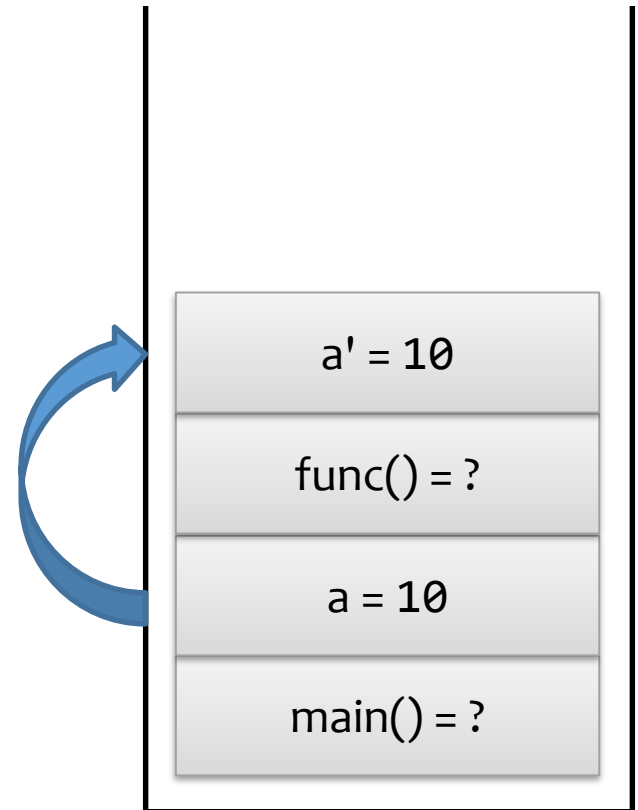 a' = 10
func() = ?
a = 10
main() = ?